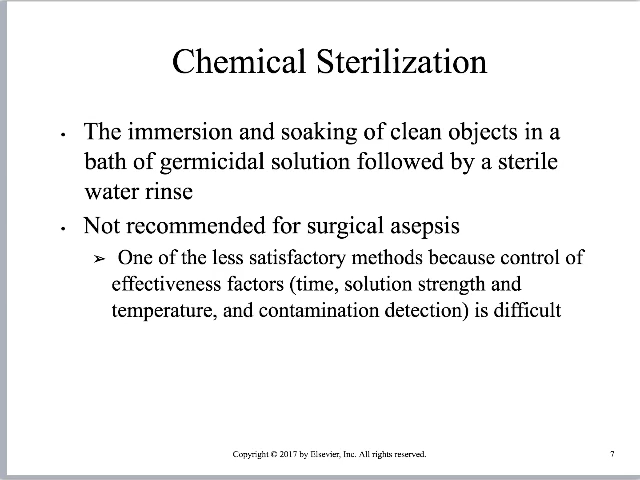 Chemical Sterilization
• The immersion and soaking of clean objects in a
bath of germicidal solution followed by a sterile
water rinse
• Not recommended for surgical asepsis
➢ One of the less satisfactory methods because control of
effectiveness factors (time, solution strength and
temperature, and contamination detection) is difficult
Copyright © 2017 by Elsevier, Inc. All rights reserved.
7